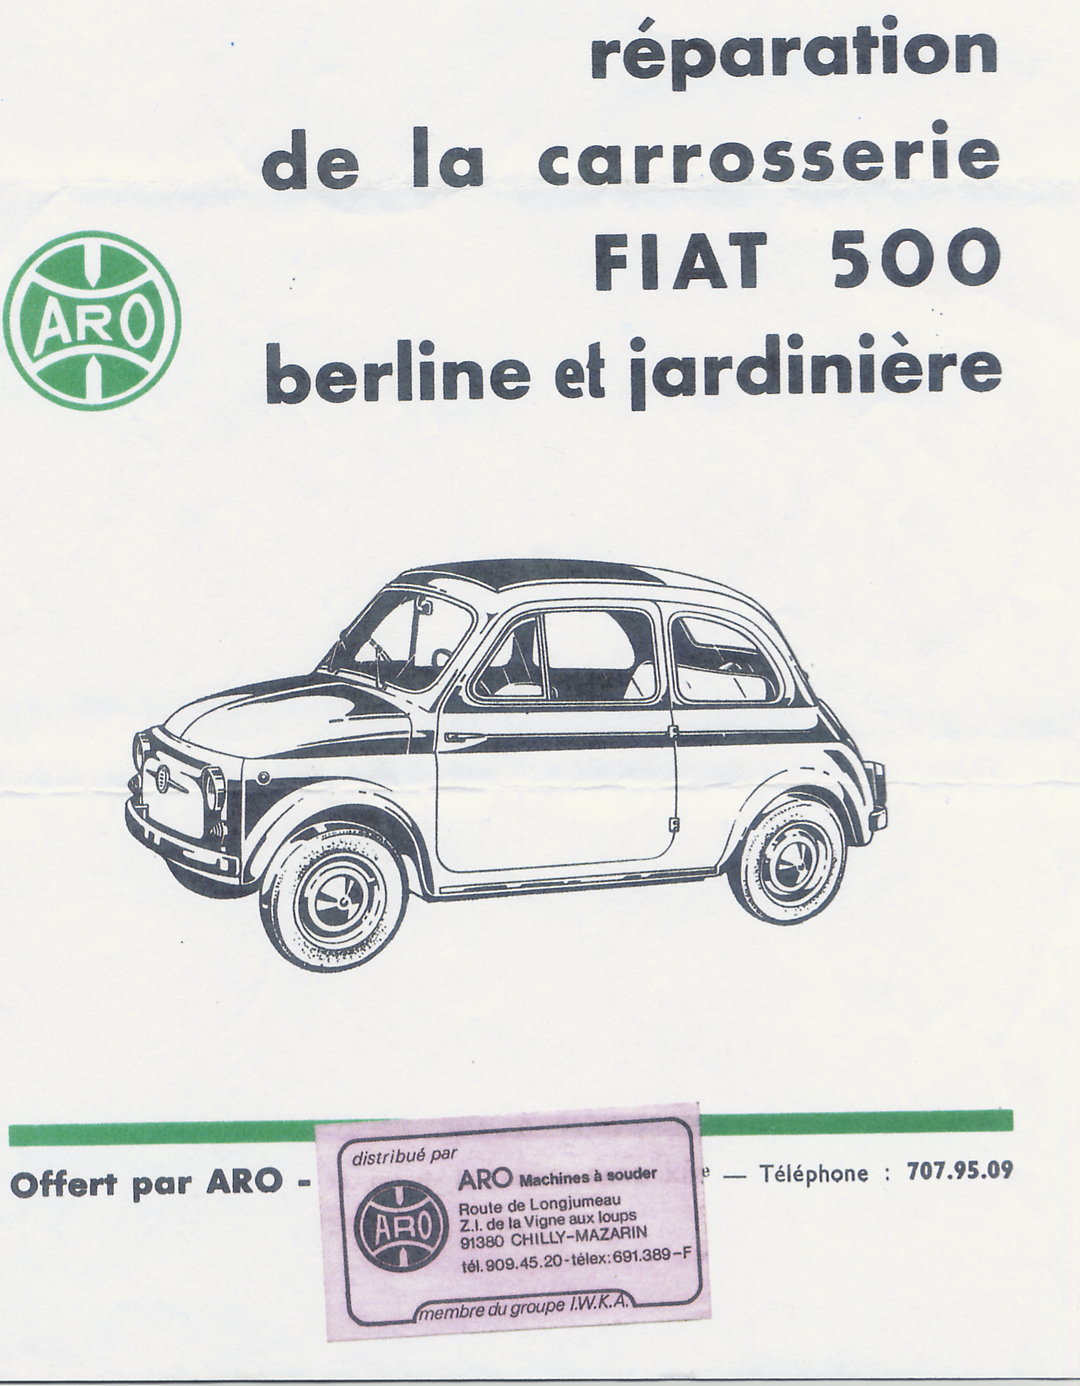 réparation
de la carrosserie
FIAT 500
berline et jardinière
ARO
Offert par ARO -
e — Téléphone : 707.95.09
distribué par
ARO Machines à souder
Route de Longjumeau
Z.I. de la Vigne aux loups
91380 CHILLY-MAZARIN
tél.909.45.20-télex:691.389-F
ARO
membre du groupe I.W.K.A.